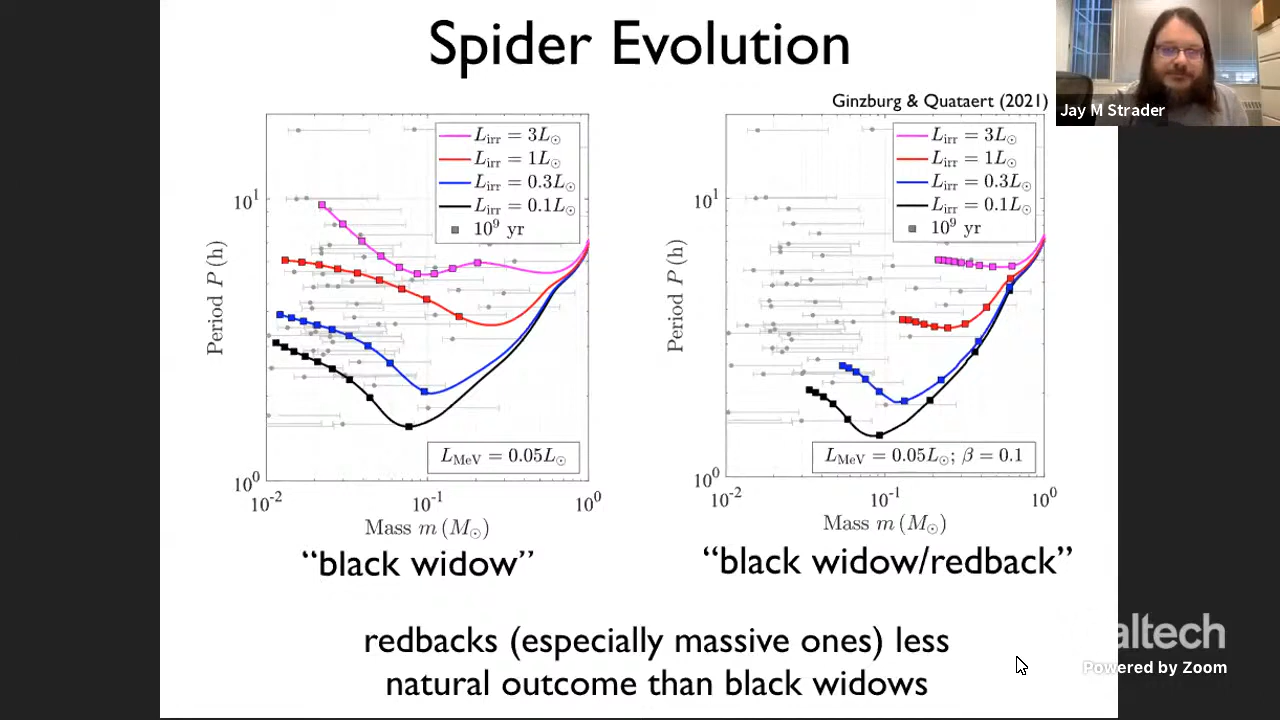 Spider Evolution
Ginzburg & Quataert (2021)
Jay M Strader
L_irr = 3L_⊙
L_irr = 1L_⊙
L_irr = 0.3L_⊙
L_irr = 0.1L_⊙
10^9 yr
10^1
10^0
Period P (h)
L_MeV = 0.05L_⊙
10^-2
10^-1
10^0
Mass m (M_⊙)
"black widow"
L_irr = 3L_⊙
L_irr = 1L_⊙
L_irr = 0.3L_⊙
L_irr = 0.1L_⊙
10^9 yr
10^1
10^0
Period P (h)
L_MeV = 0.05L_⊙; β = 0.1
10^-2
10^-1
10^0
Mass m (M_⊙)
"black widow/redback"
redbacks (especially massive ones) less
natural outcome than black widows
altech
Powered by Zoom